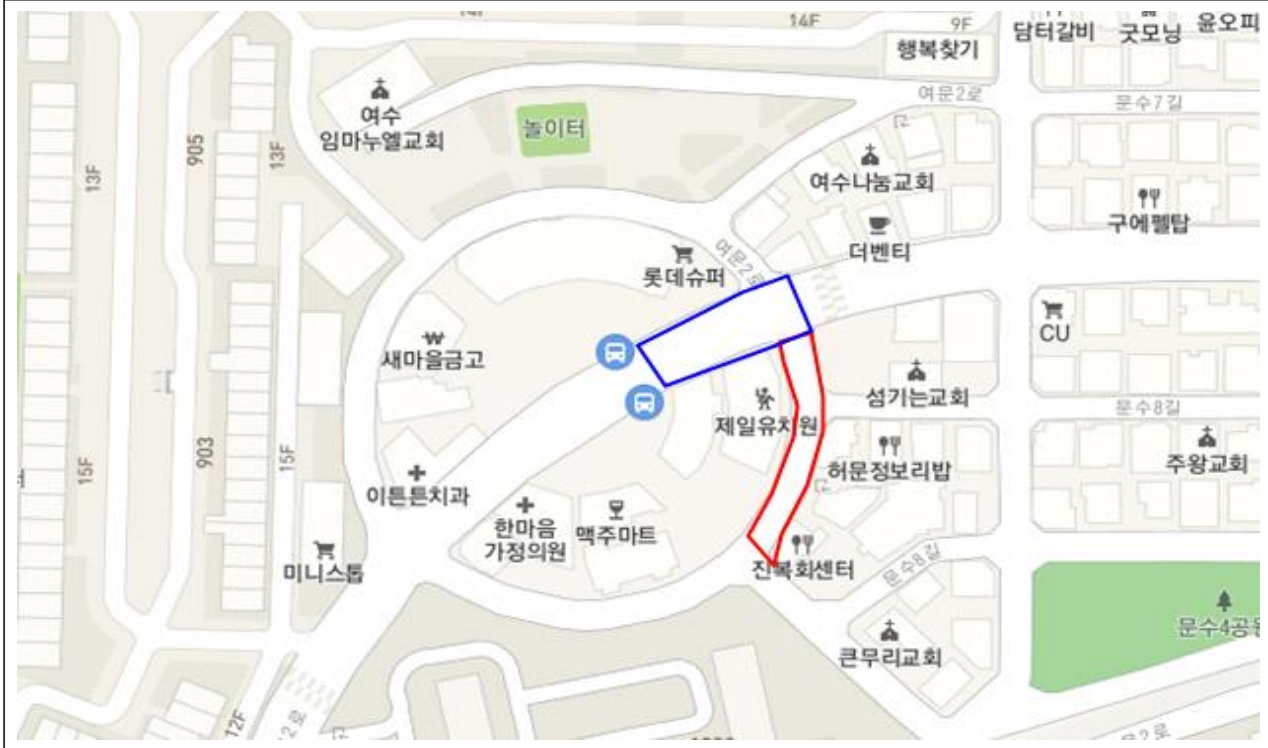 14F
14F
9F
담터갈비
굿모닝
윤오피
행복찾기
여문2로
문수7길
여수
임마누엘교회
놀이터
905
13F
13F
여수나눔교회
구에펠탑
더벤티
여문2로
롯데슈퍼
CU
새마을금고
섬기는교회
문수8길
제일유치원
903
15F
15F
허문정보리밥
주왕교회
이튼튼치과
한마음
가정의원
맥주마트
미니스톱
진복회센터
문수8길
문수4공원
큰무리교회
12F
2로
2로